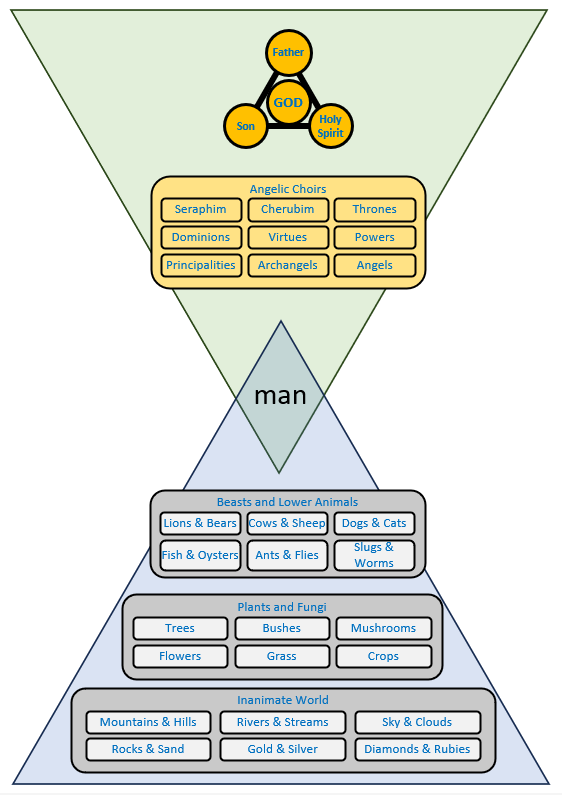 Father
GOD
Son
Holy
Spirit
Angelic Choirs
Seraphim
Cherubim
Thrones
Dominions
Virtues
Powers
Principalities
Archangels
Angels
man
Beasts and Lower Animals
Lions & Bears
Cows & Sheep
Dogs & Cats
Fish & Oysters
Ants & Flies
Slugs &
Worms
Plants and Fungi
Trees
Bushes
Mushrooms
Flowers
Grass
Crops
Inanimate World
Mountains & Hills
Rivers & Streams
Sky & Clouds
Rocks & Sand
Gold & Silver
Diamonds & Rubies